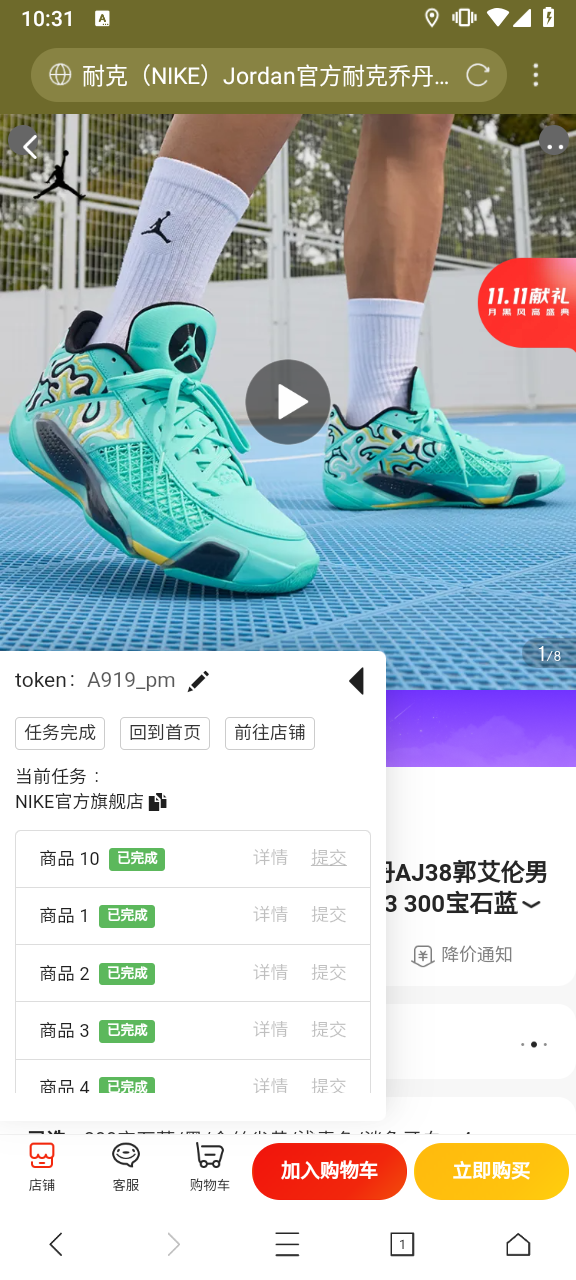 10:31
A
耐克（NIKE）Jordan官方耐克乔丹...
11.11献礼
月黑风高盛典
1/8
token： A919_pm
任务完成 回到首页 前往店铺
当前任务：
NIKE官方旗舰店
丹AJ38郭艾伦男
商品 10 已完成 详情 提交
3 300宝石蓝
商品 1 已完成 详情 提交
降价通知
商品 2 已完成 详情 提交
商品 3 已完成 详情 提交
商品 4 已完成 详情 提交
店铺 客服 购物车 加入购物车 立即购买
1